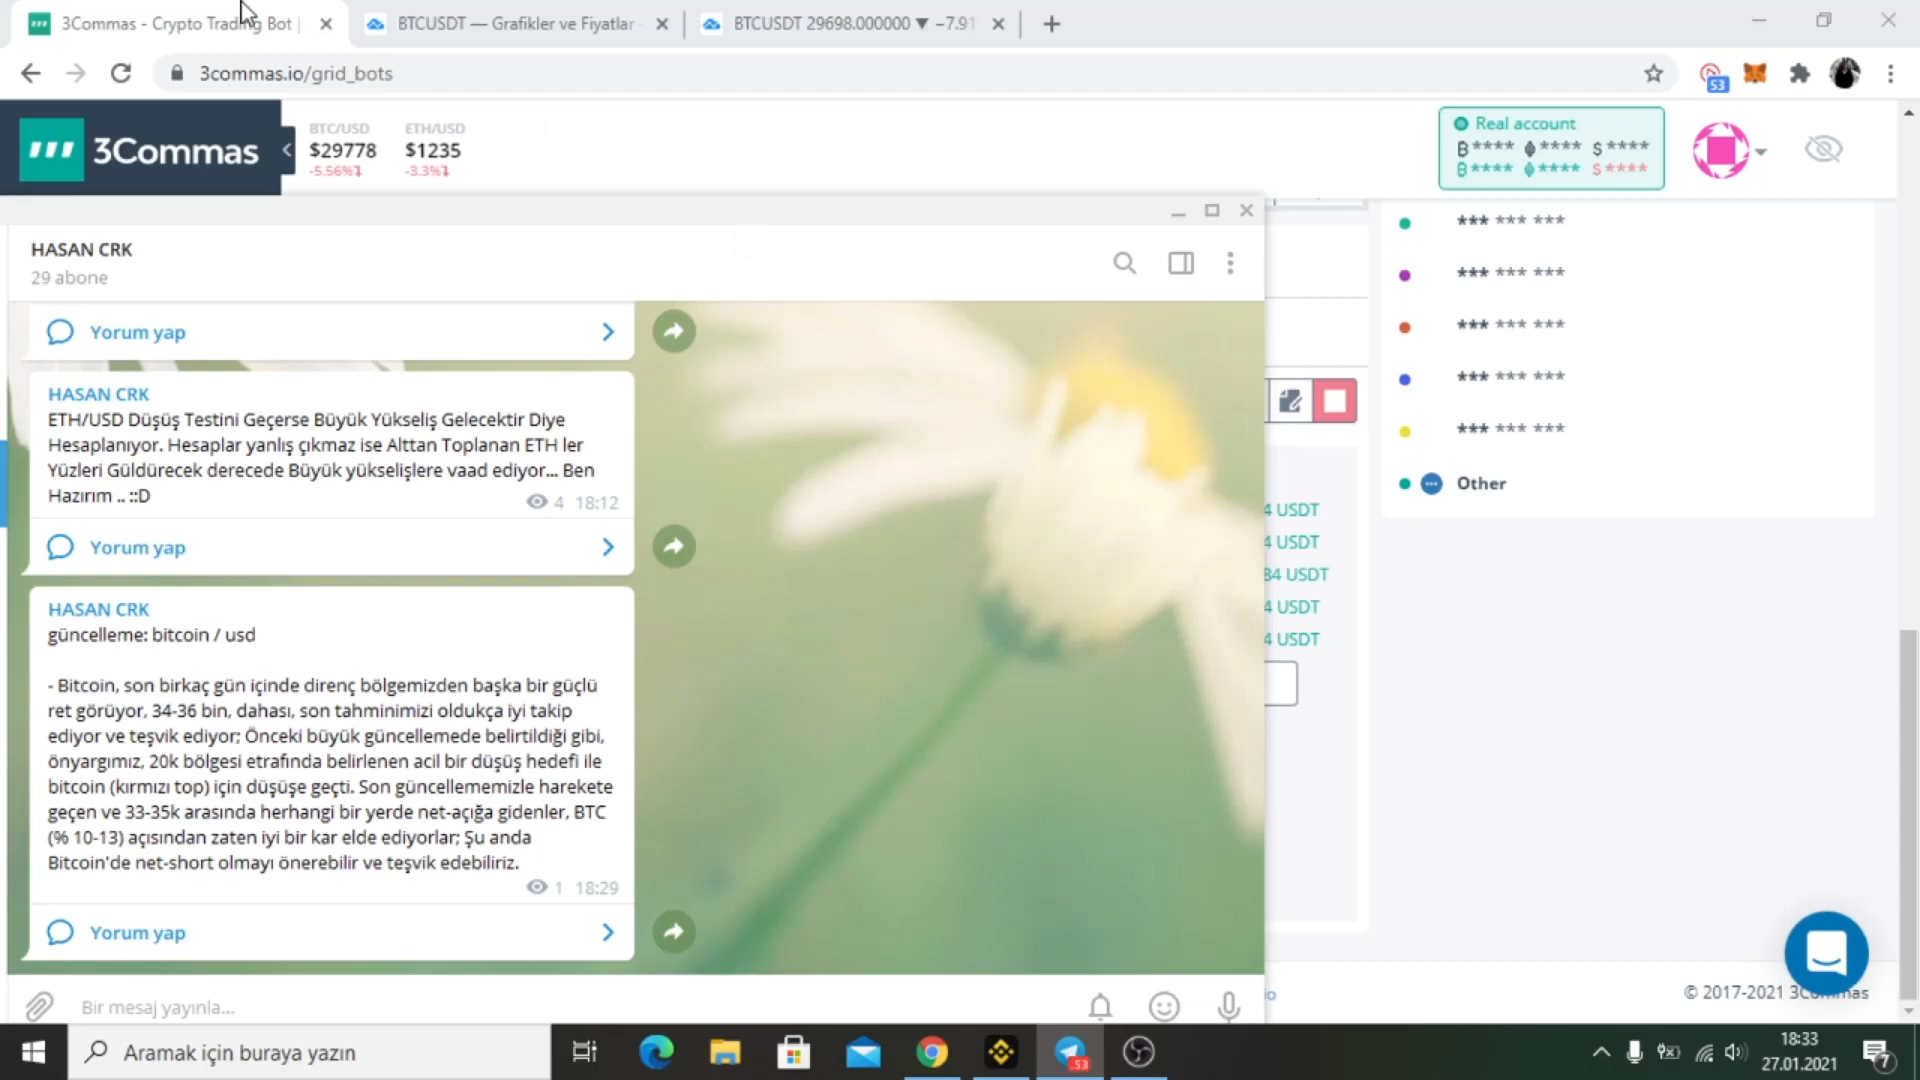 3Commas - Crypto Trading Bot |
BTCUSDT — Grafikler ve Fiyatlar
BTCUSDT 29698.000000 ▼ −7.91
3commas.io/grid_bots
53
3Commas
BTC/USD
$29778
-5.56%
ETH/USD
$1235
-3.3%
Real account
**** **** $****
**** **** $****
HASAN CRK
29 abone
Yorum yap
HASAN CRK
ETH/USD Düşüş Testini Geçerse Büyük Yükseliş Gelecektir Diye
Hesaplanıyor. Hesaplar yanlış çıkmaz ise Alttan Toplanan ETH ler
Yüzleri Güldürecek derecede Büyük yükselişlere vaad ediyor... Ben
Hazırım .. ::D
4 18:12
Yorum yap
HASAN CRK
güncelleme: bitcoin / usd
- Bitcoin, son birkaç gün içinde direnç bölgemizden başka bir güçlü
ret görüyor, 34-36 bin, dahası, son tahminimizi oldukça iyi takip
ediyor ve teşvik ediyor; Önceki büyük güncellemede belirtildiği gibi,
önyargımız, 20k bölgesi etrafında belirlenen acil bir düşüş hedefi ile
bitcoin (kırmızı top) için düşüşe geçti. Son güncellememizle harekete
geçen ve 33-35k arasında herhangi bir yerde net-açığa gidenler, BTC
(% 10-13) açısından zaten iyi bir kar elde ediyorlar; Şu anda
Bitcoin'de net-short olmayı önerebilir ve teşvik edebiliriz.
1 18:29
Yorum yap
Bir mesaj yayınla...
4 USDT
4 USDT
84 USDT
4 USDT
4 USDT
*** *** ***
*** *** ***
*** *** ***
*** *** ***
*** *** ***
Other
io
© 2017-2021 3Commas
Aramak için buraya yazın
53
18:33
27.01.2021
7